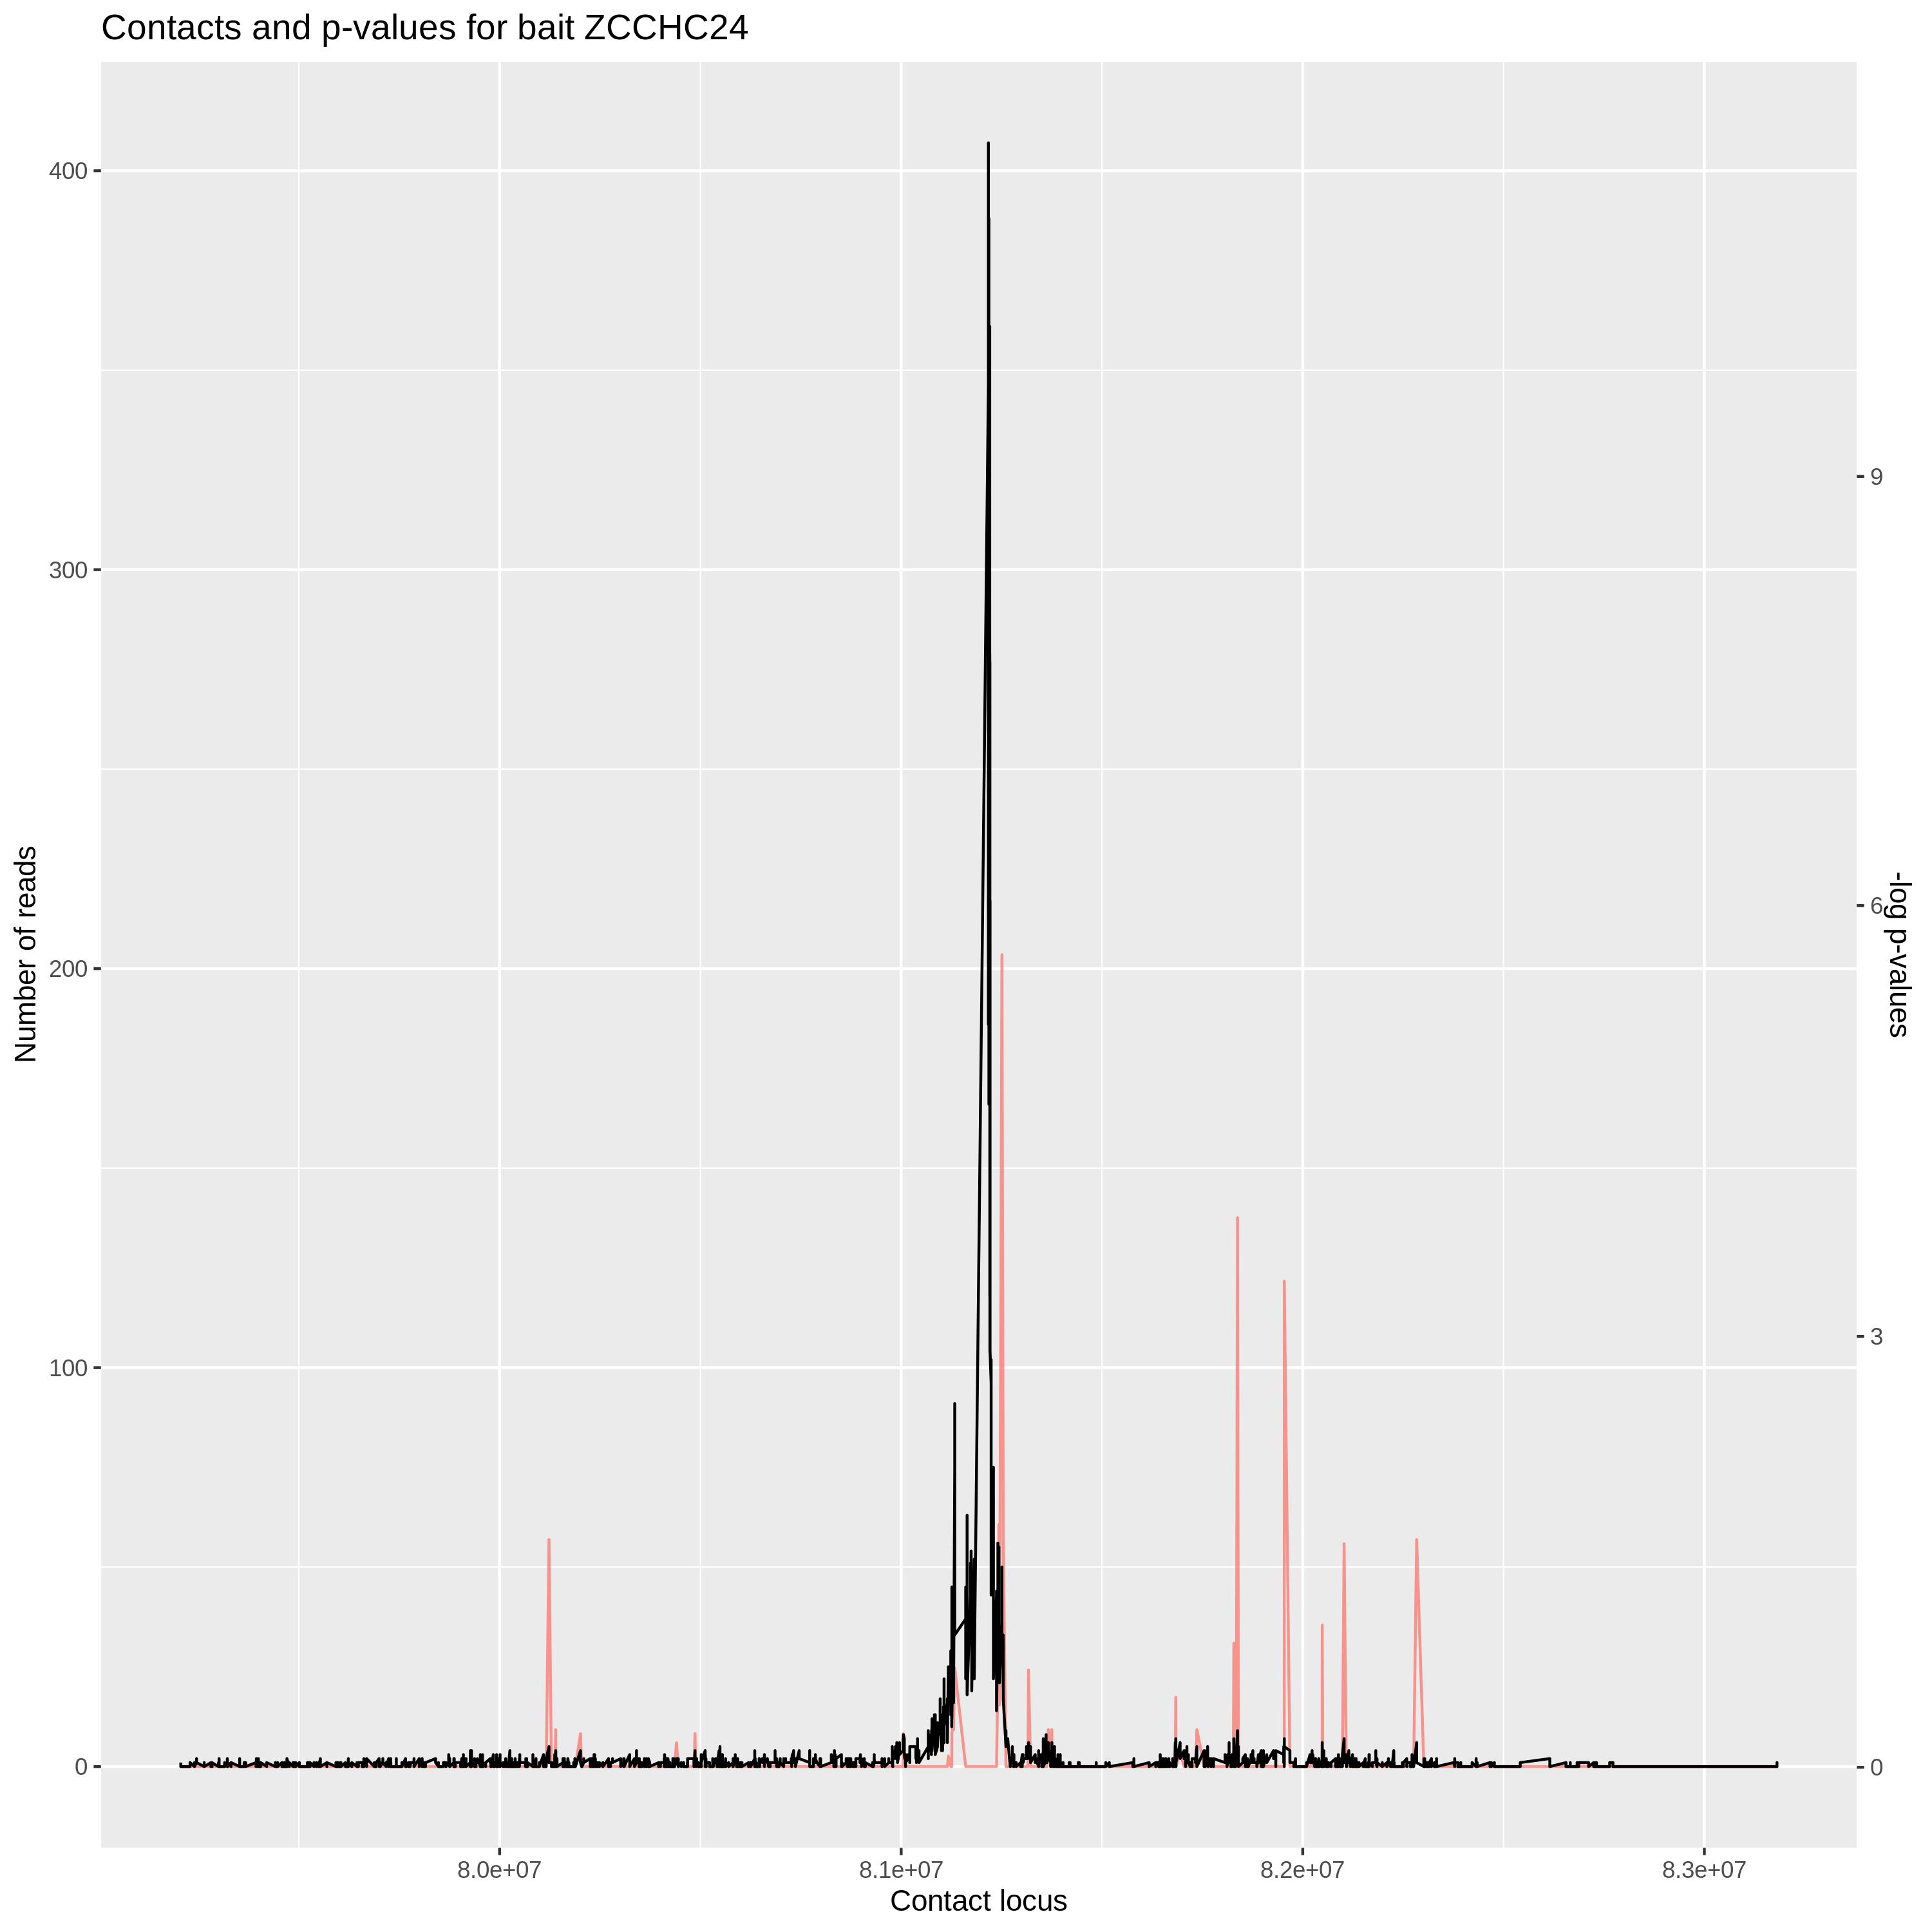 Contacts and p-values for bait ZCCHC24
400
300
200
100
0
Number of reads
9
6
3
0
-log p-values
8.0e+07
8.1e+07
8.2e+07
8.3e+07
Contact locus